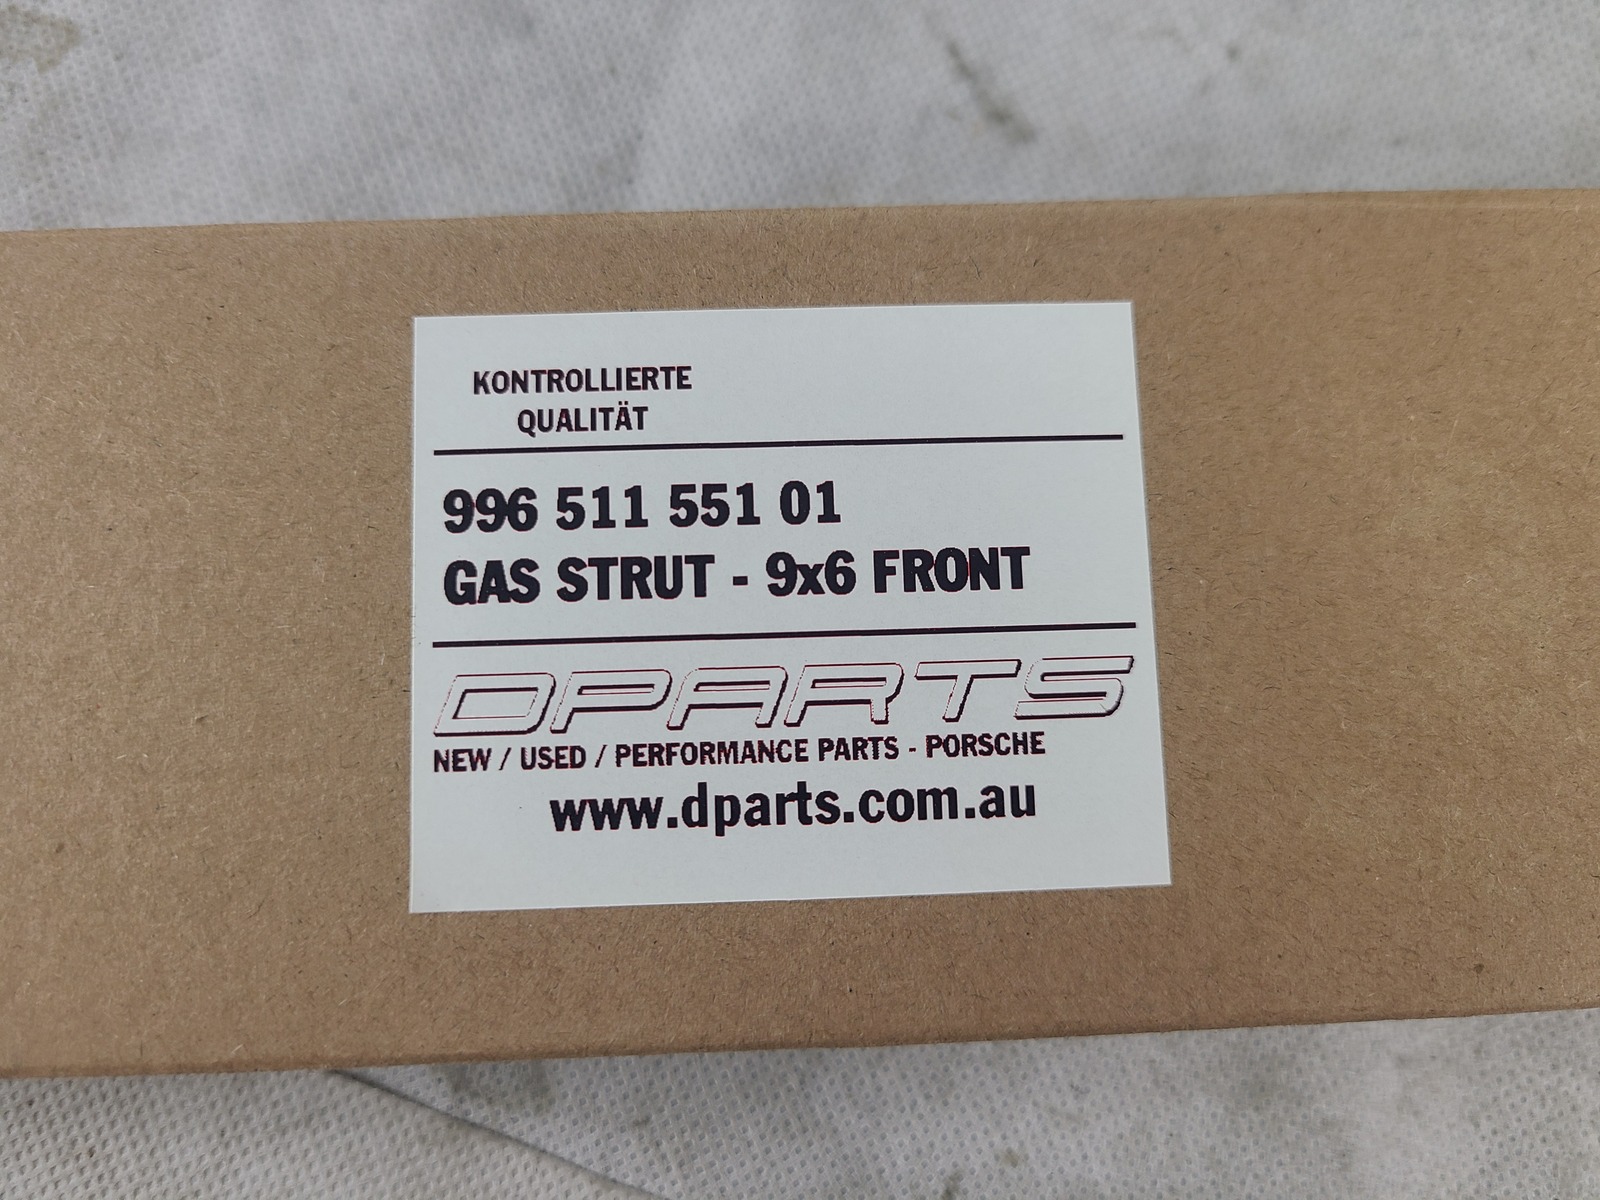 KONTROLLIERTE
QUALITÄT
996 511 551 01
GAS STRUT - 9x6 FRONT
DPARTS
NEW / USED / PERFORMANCE PARTS - PORSCHE
www.dparts.com.au